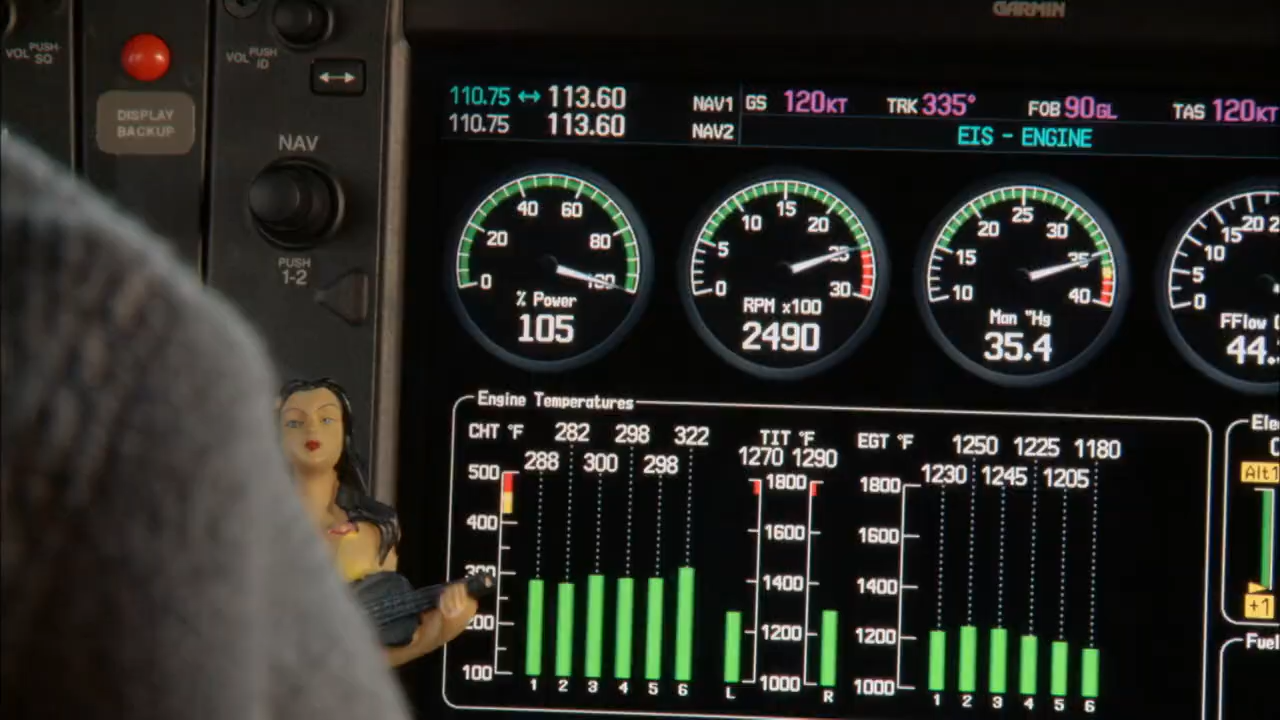 GARMIN
VOL PUSH SQ
DISPLAY BACKUP
VOL PUSH ID
NAV
PUSH 1-2
110.75 ↔ 113.60 NAV1
110.75 113.60 NAV2
GS 120KT TRK 335° FOB 90GL TAS 120KT
EIS - ENGINE
0 20 40 60 80 100
% Power
105
0 5 10 15 20 25 30
RPM x100
2490
10 15 20 25 30 35 40
Man "Hg
35.4
0 5 10 15 20
FFlow
44.
Engine Temperatures
CHT °F
282 298 322
288 300 298
500
400
300
200
100
1 2 3 4 5 6
TIT °F
1270 1290
1800
1600
1400
1200
1000
L R
EGT °F
1250 1225 1180
1230 1245 1205
1800
1600
1400
1200
1000
1 2 3 4 5 6
Ele
Alt1
+1
Fuel